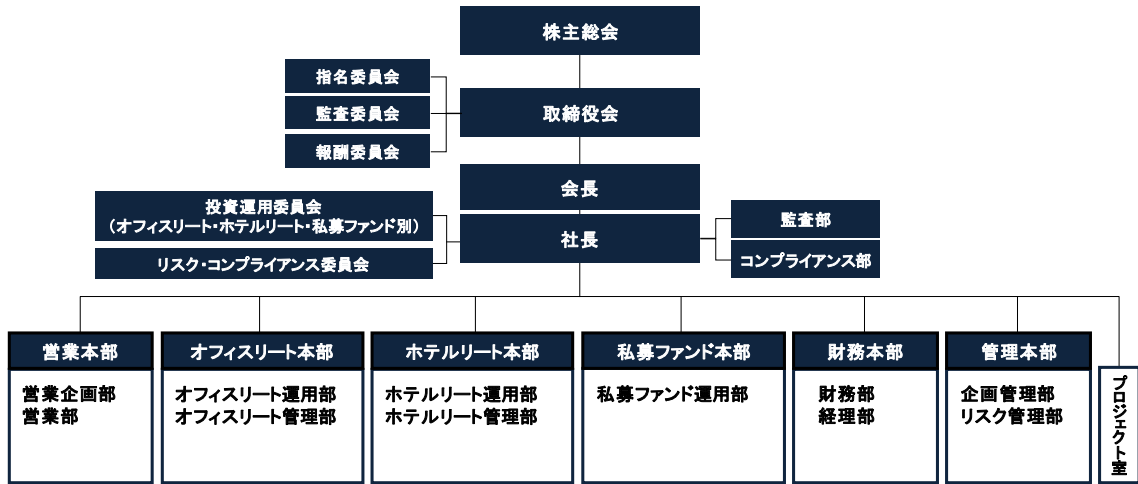 株主総会
指名委員会
監査委員会
報酬委員会
取締役会
会長
投資運用委員会
（オフィスリート・ホテルリート・私募ファンド別）
リスク・コンプライアンス委員会
社長
監査部
コンプライアンス部
営業本部
営業企画部
営業部
オフィスリート本部
オフィスリート運用部
オフィスリート管理部
ホテルリート本部
ホテルリート運用部
ホテルリート管理部
私募ファンド本部
私募ファンド運用部
財務本部
財務部
経理部
管理本部
企画管理部
リスク管理部
プロジェクト室